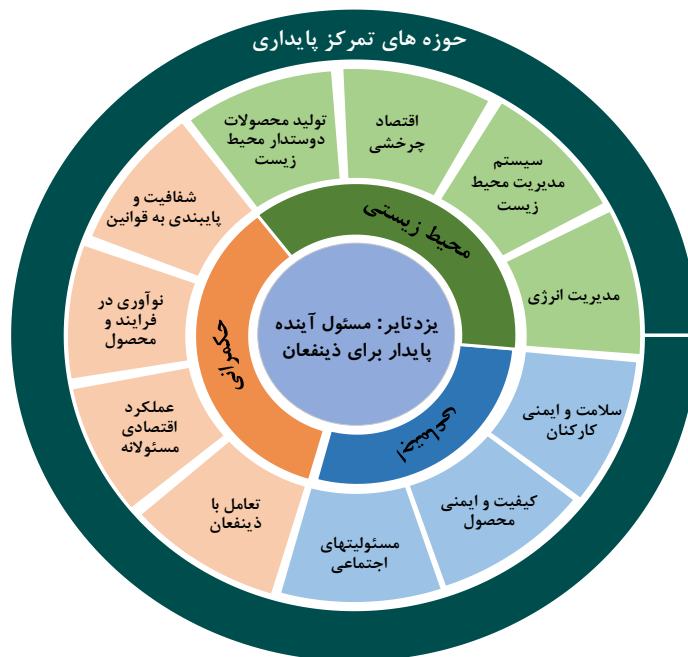 حوزه های تمرکز پایداری
تولید محصولات
دوستدار محیط
زیست
اقتصاد
چرخشی
سیستم
مدیریت محیط
زیست
مدیریت انرژی
سلامت و ایمنی
کارکنان
کیفیت و ایمنی
محصول
مسئولیتهای
اجتماعی
تعامل با
ذینفعان
عملکرد
اقتصادی
مسئولانه
نوآوری در
فرایند و
محصول
شفافیت و
پایبندی به قوانین
محیط زیستی
اجتماعی
حکمرانی
یزدتایر: مسئول آینده
پایدار برای ذینفعان